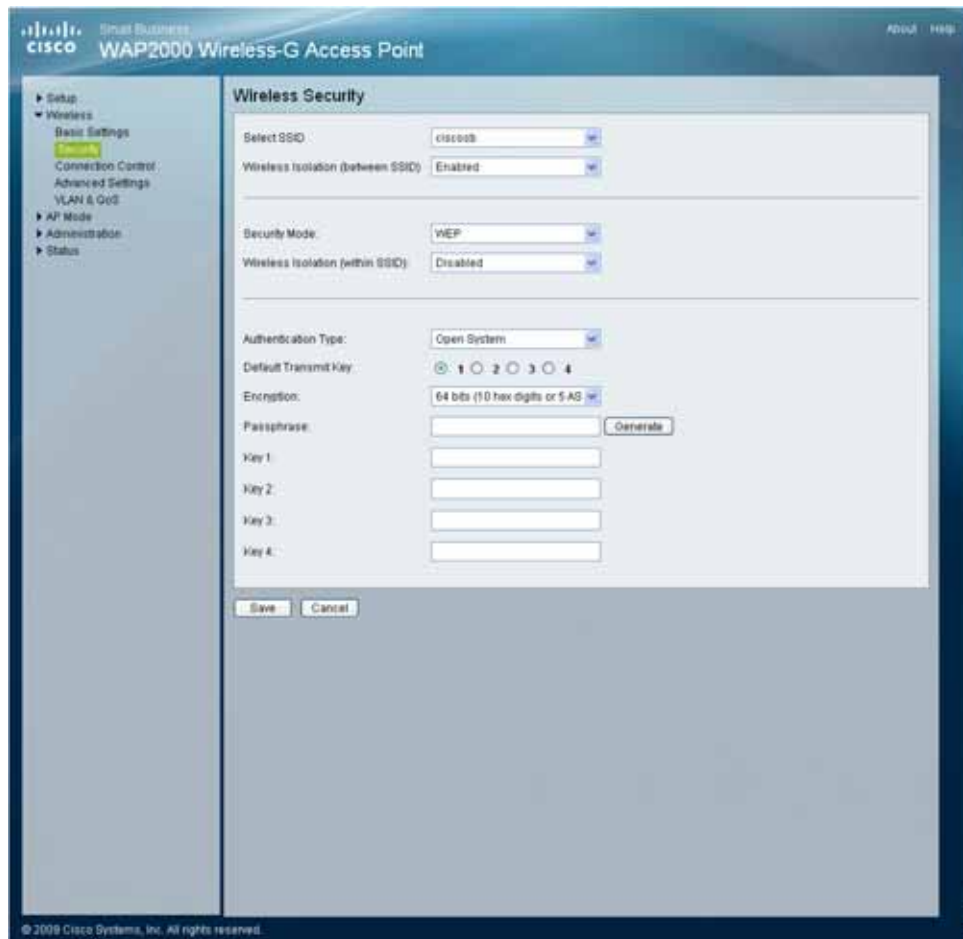 Small Business
About Help
CISCO WAP2000 Wireless-G Access Point
Setup
Wireless
Basic Settings
Security
Connection Control
Advanced Settings
VLAN & QoS
AP Mode
Administration
Status
Wireless Security
Select SSID ciscosb
Wireless Isolation (between SSID) Enabled
Security Mode: WEP
Wireless Isolation (within SSID): Disabled
Authentication Type: Open System
Default Transmit Key: 1 2 3 4
Encryption: 64 bits (10 hex digits or 5 AS
Passphrase: Generate
Key 1:
Key 2:
Key 3:
Key 4:
Save Cancel
© 2009 Cisco Systems, Inc. All rights reserved.